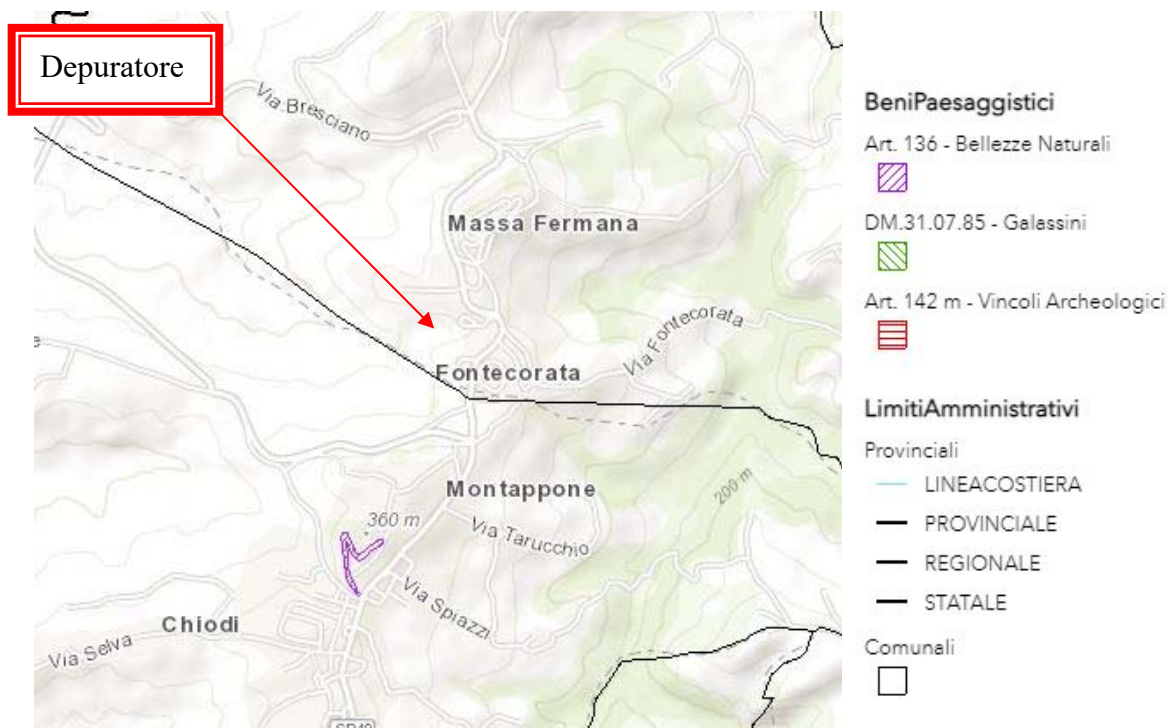 Depuratore
Via Bresciano
Massa Fermana
Via Fontecorata
Fontecorata
Montappone
200 m
360 m
Via Tarucchio
Via Spiazzi
Chiodi
Via Selva
BeniPaesaggistici
Art. 136 - Bellezze Naturali
DM.31.07.85 - Galassini
Art. 142 m - Vincoli Archeologici
LimitiAmministrativi
Provinciali
LINEACOSTIERA
PROVINCIALE
REGIONALE
STATALE
Comunali